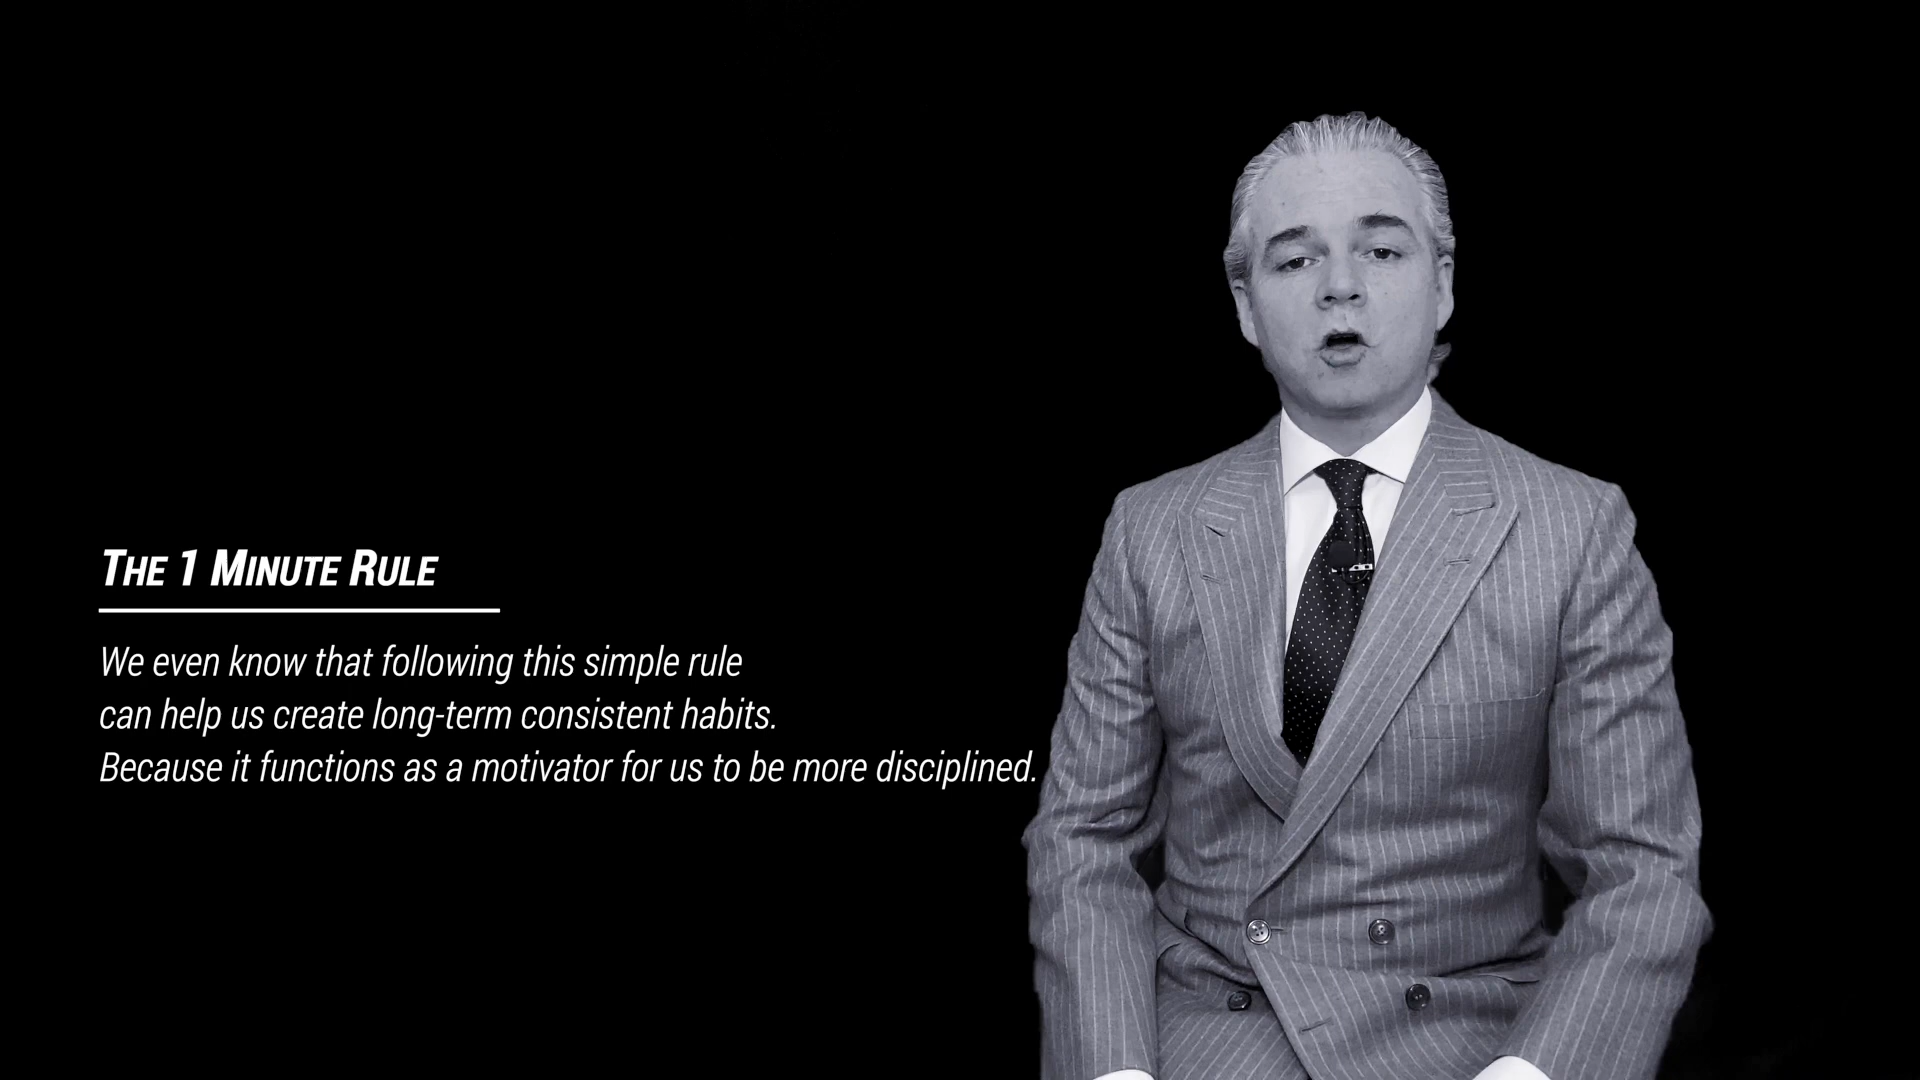 THE 1 MINUTE RULE
We even know that following this simple rule
can help us create long-term consistent habits.
Because it functions as a motivator for us to be more disciplined.